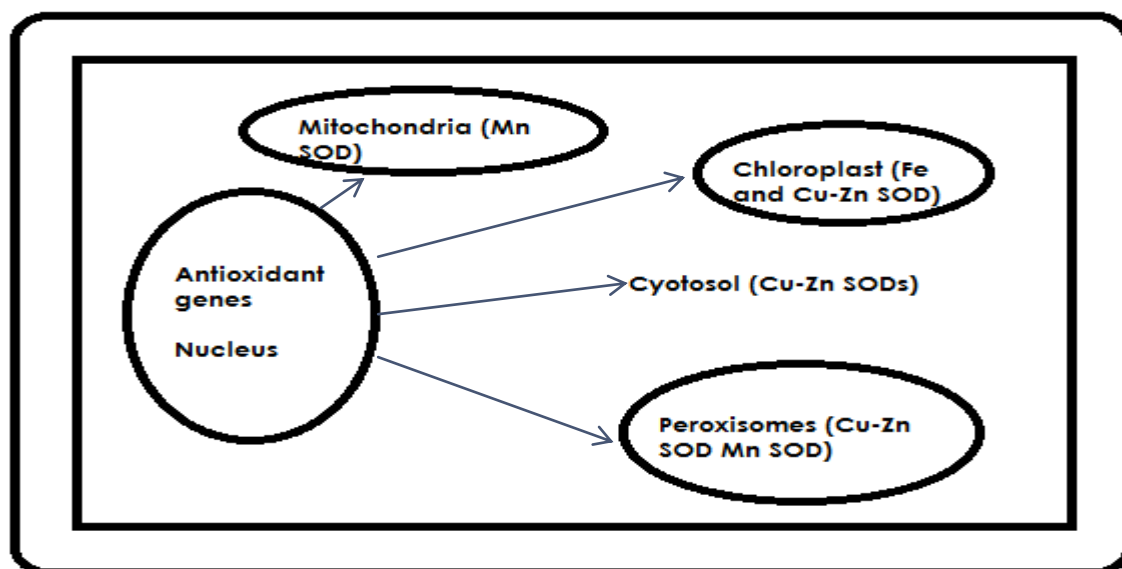 Mitochondria (Mn
SOD)
Chloroplast (Fe
and Cu-Zn SOD)
Antioxidant
genes
Nucleus
Cyotosol (Cu-Zn SODs)
Peroxisomes (Cu-Zn
SOD Mn SOD)